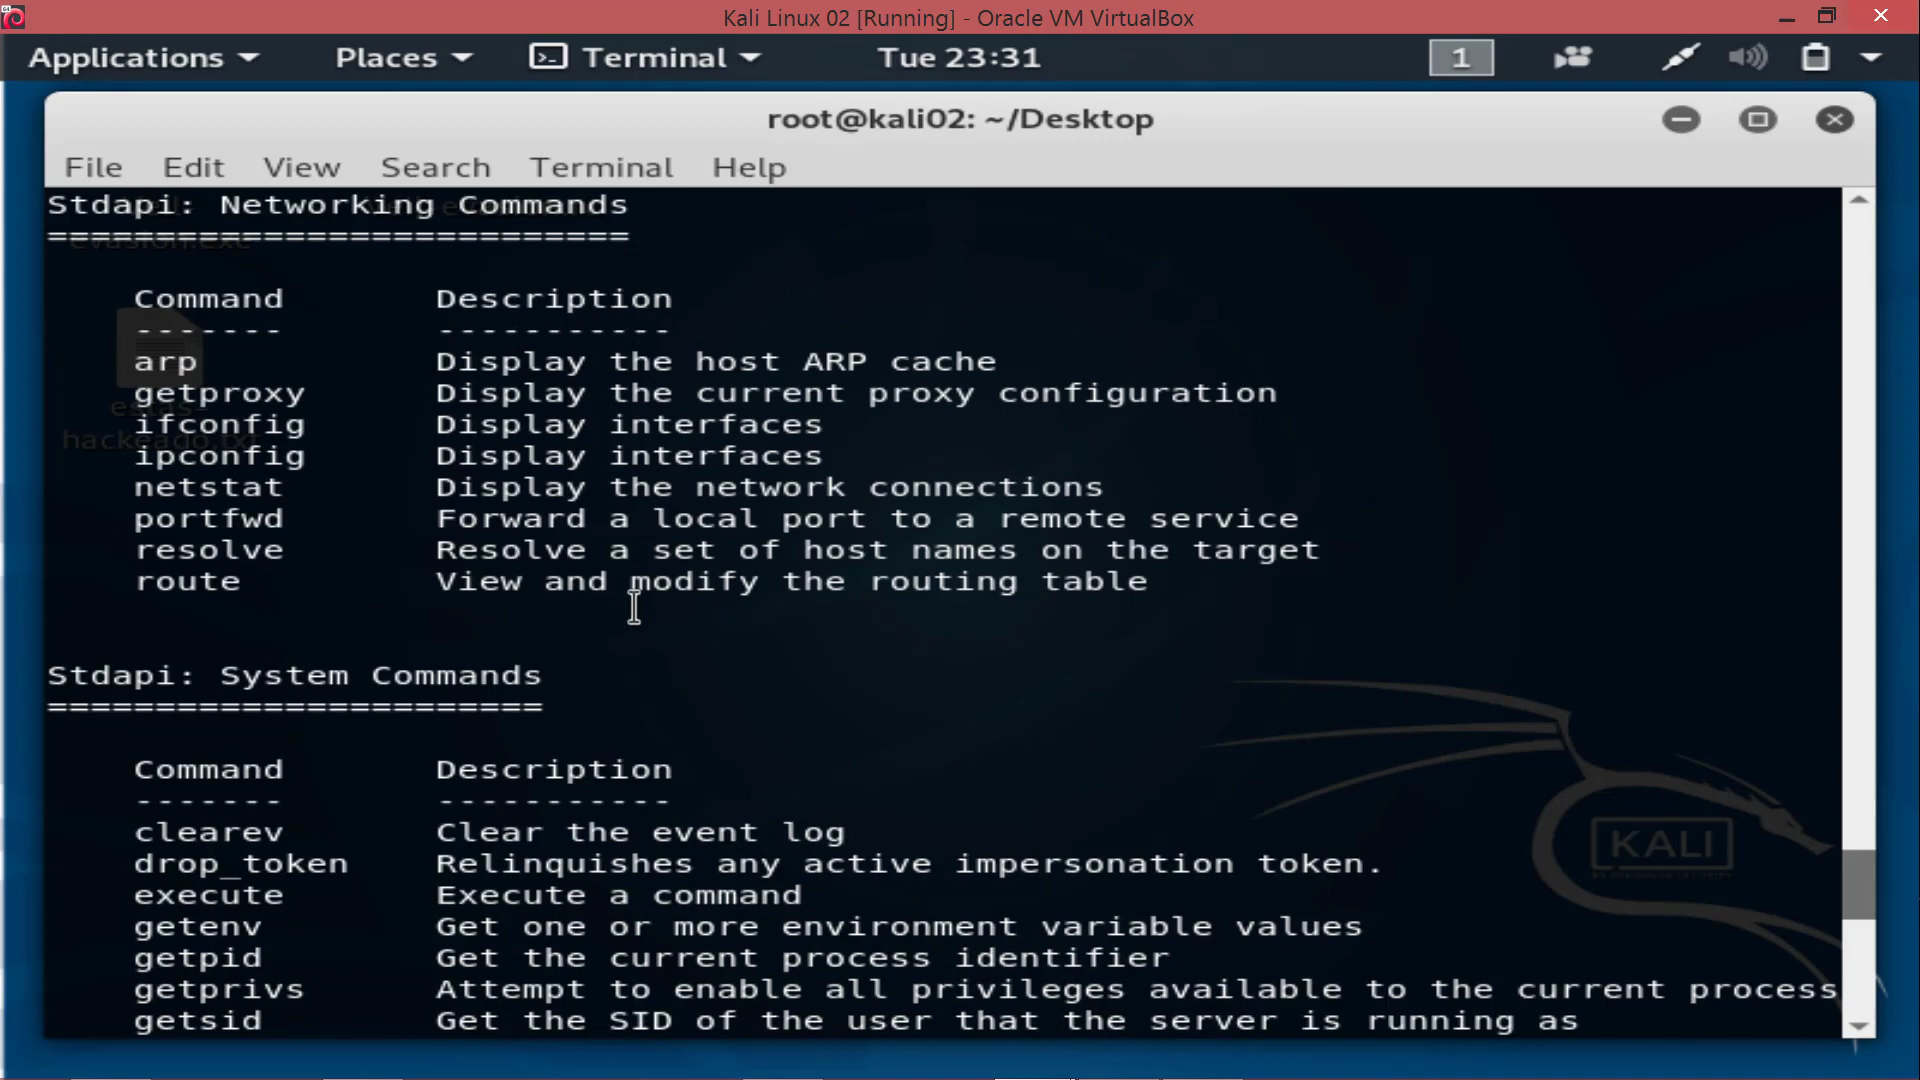 Kali Linux 02 [Running] - Oracle VM VirtualBox
Applications Places Terminal Tue 23:31 1
root@kali02: ~/Desktop
File Edit View Search Terminal Help
Stdapi: Networking Commands
===========================
evasion.exe
Command Description
------- -----------
arp Display the host ARP cache
getproxy Display the current proxy configuration
estas-
ifconfig Display interfaces
hackeado.txt
ipconfig Display interfaces
netstat Display the network connections
portfwd Forward a local port to a remote service
resolve Resolve a set of host names on the target
route View and modify the routing table
Stdapi: System Commands
=======================
Command Description
------- -----------
clearev Clear the event log
drop_token Relinquishes any active impersonation token.
execute Execute a command
getenv Get one or more environment variable values
getpid Get the current process identifier
getprivs Attempt to enable all privileges available to the current process
getsid Get the SID of the user that the server is running as
KALI